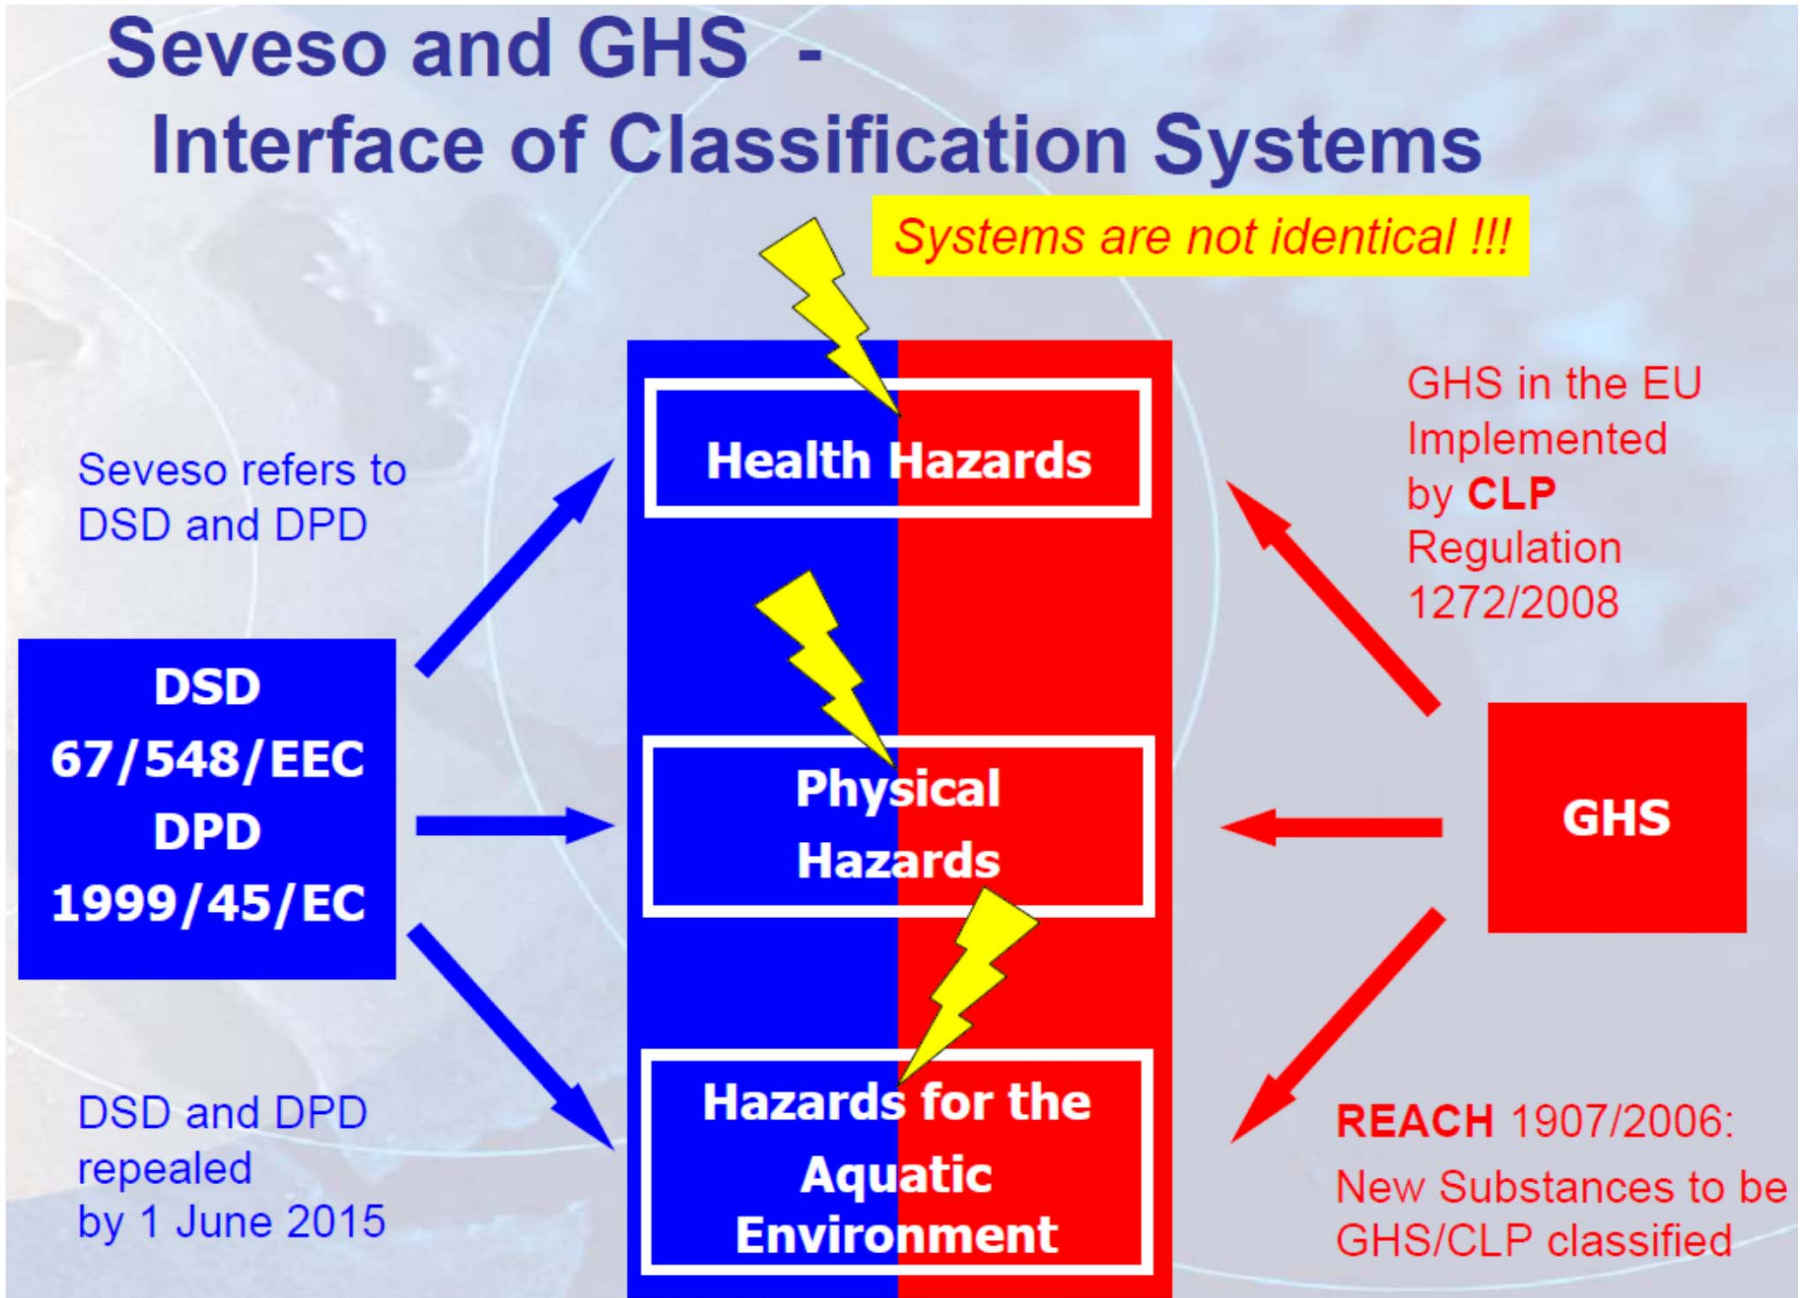 Seveso and GHS -
Interface of Classification Systems
Systems are not identical !!!
Seveso refers to
DSD and DPD
DSD
67/548/EEC
DPD
1999/45/EC
DSD and DPD
repealed
by 1 June 2015
Health Hazards
Physical
Hazards
Hazards for the
Aquatic
Environment
GHS in the EU
Implemented
by CLP
Regulation
1272/2008
GHS
REACH 1907/2006:
New Substances to be
GHS/CLP classified